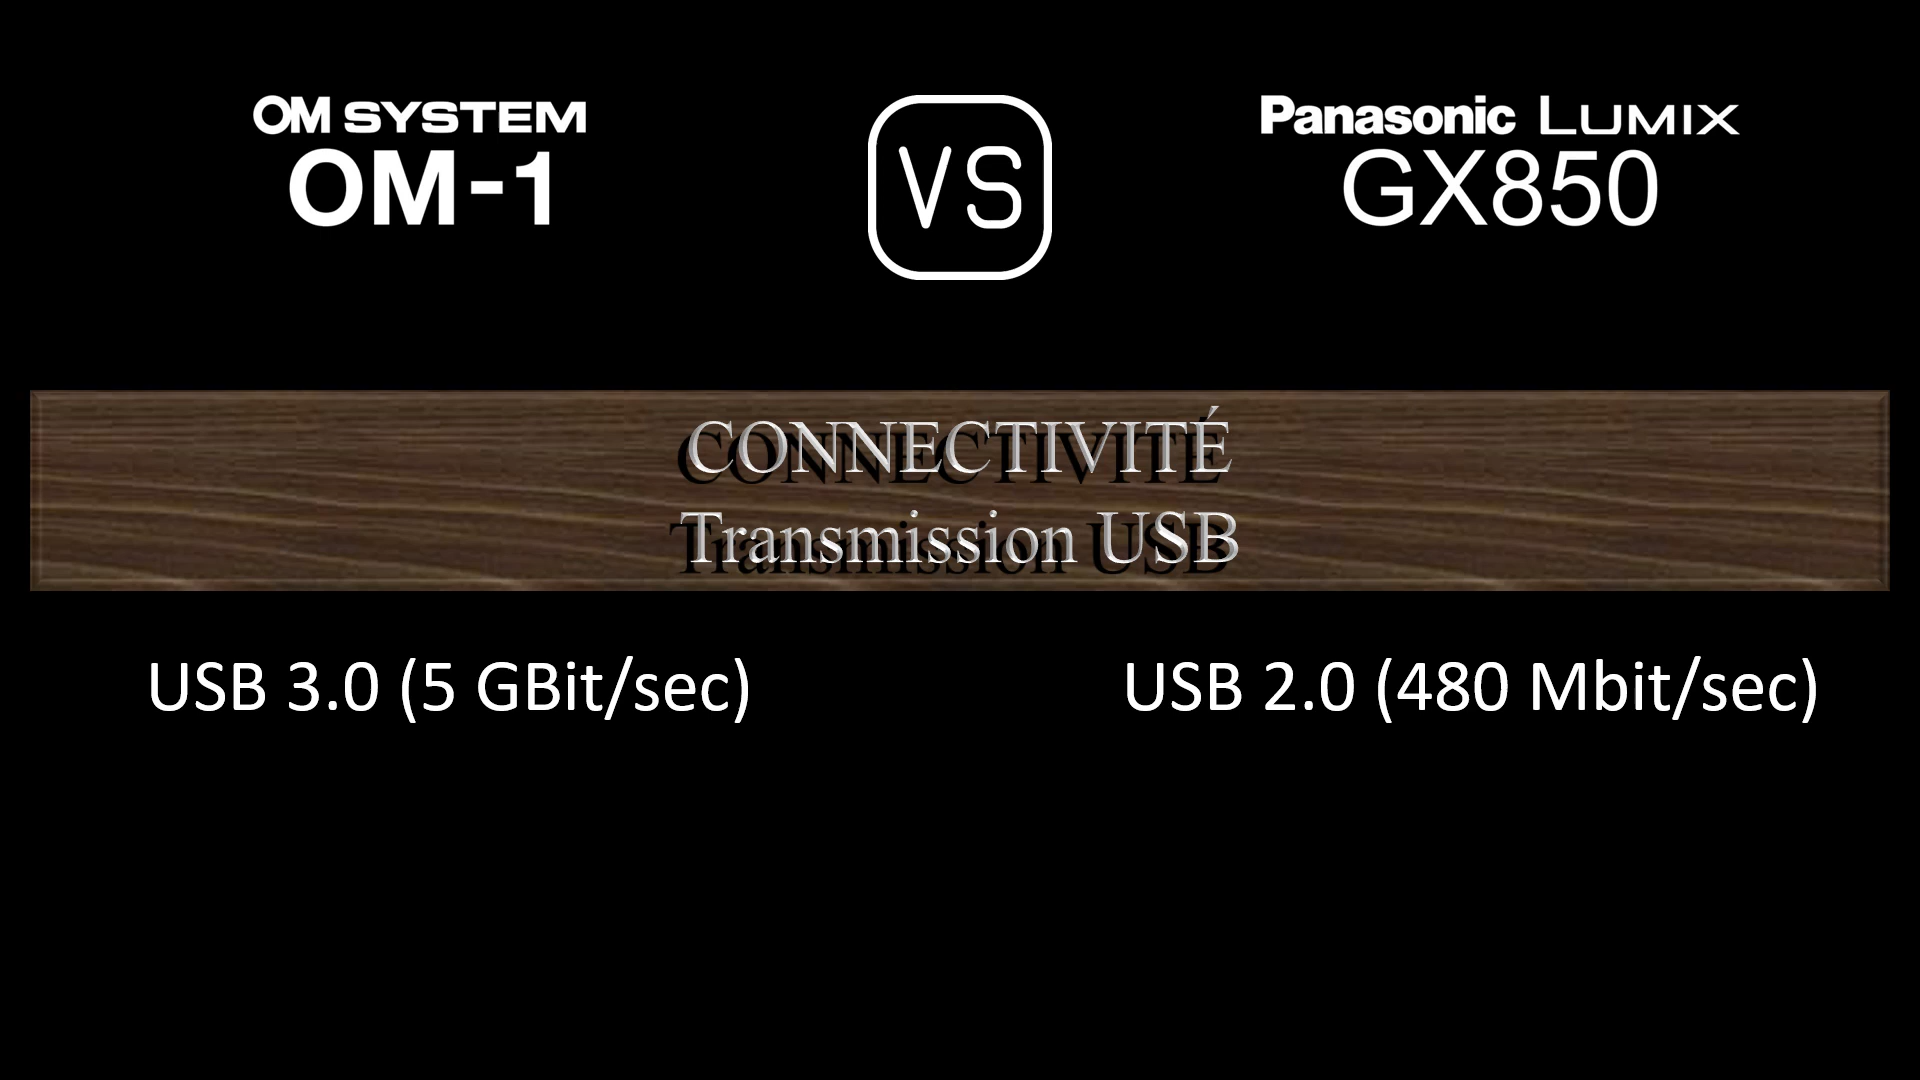 OM SYSTEM
OM-1
VS
Panasonic LUMIX
GX850
CONNECTIVITÉ
Transmission USB
USB 3.0 (5 GBit/sec)
USB 2.0 (480 Mbit/sec)